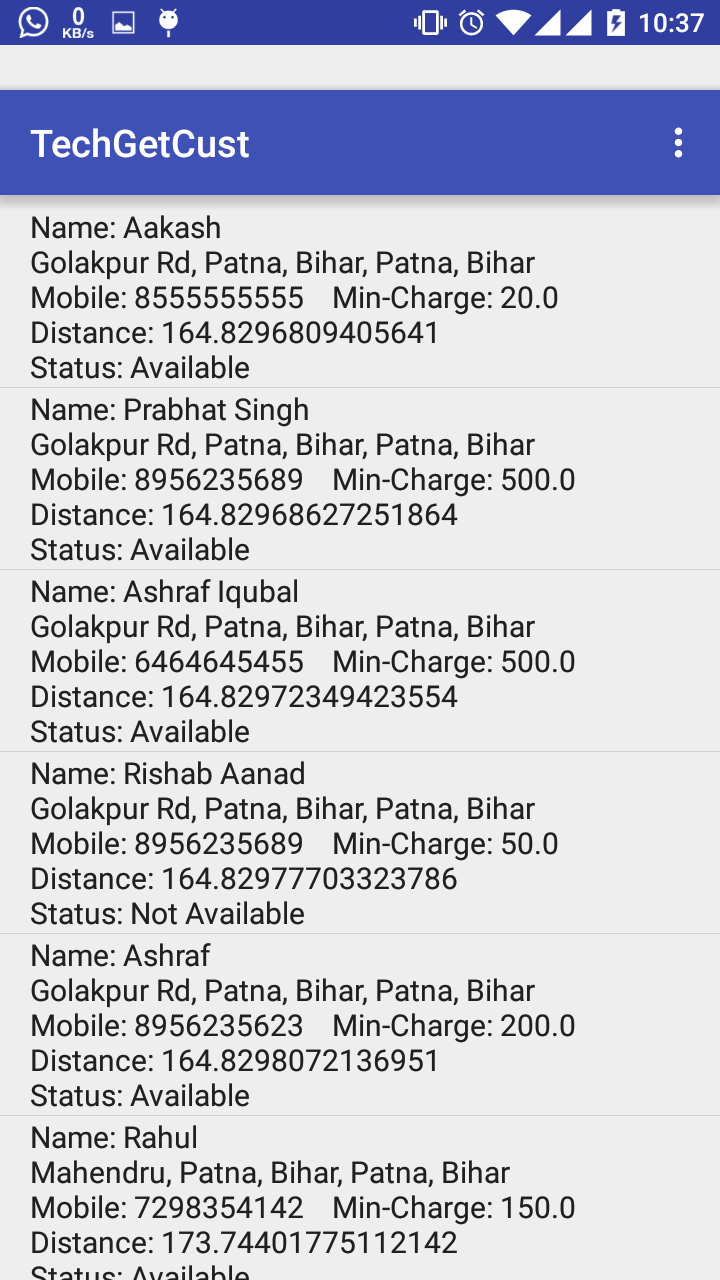 0
KB/s
10:37
TechGetCust
Name: Aakash
Golakpur Rd, Patna, Bihar, Patna, Bihar
Mobile: 8555555555    Min-Charge: 20.0
Distance: 164.8296809405641
Status: Available
Name: Prabhat Singh
Golakpur Rd, Patna, Bihar, Patna, Bihar
Mobile: 8956235689    Min-Charge: 500.0
Distance: 164.82968627251864
Status: Available
Name: Ashraf Iqubal
Golakpur Rd, Patna, Bihar, Patna, Bihar
Mobile: 6464645455    Min-Charge: 500.0
Distance: 164.82972349423554
Status: Available
Name: Rishab Aanad
Golakpur Rd, Patna, Bihar, Patna, Bihar
Mobile: 8956235689    Min-Charge: 50.0
Distance: 164.82977703323786
Status: Not Available
Name: Ashraf
Golakpur Rd, Patna, Bihar, Patna, Bihar
Mobile: 8956235623    Min-Charge: 200.0
Distance: 164.8298072136951
Status: Available
Name: Rahul
Mahendru, Patna, Bihar, Patna, Bihar
Mobile: 7298354142    Min-Charge: 150.0
Distance: 173.74401775112142
Status: Available